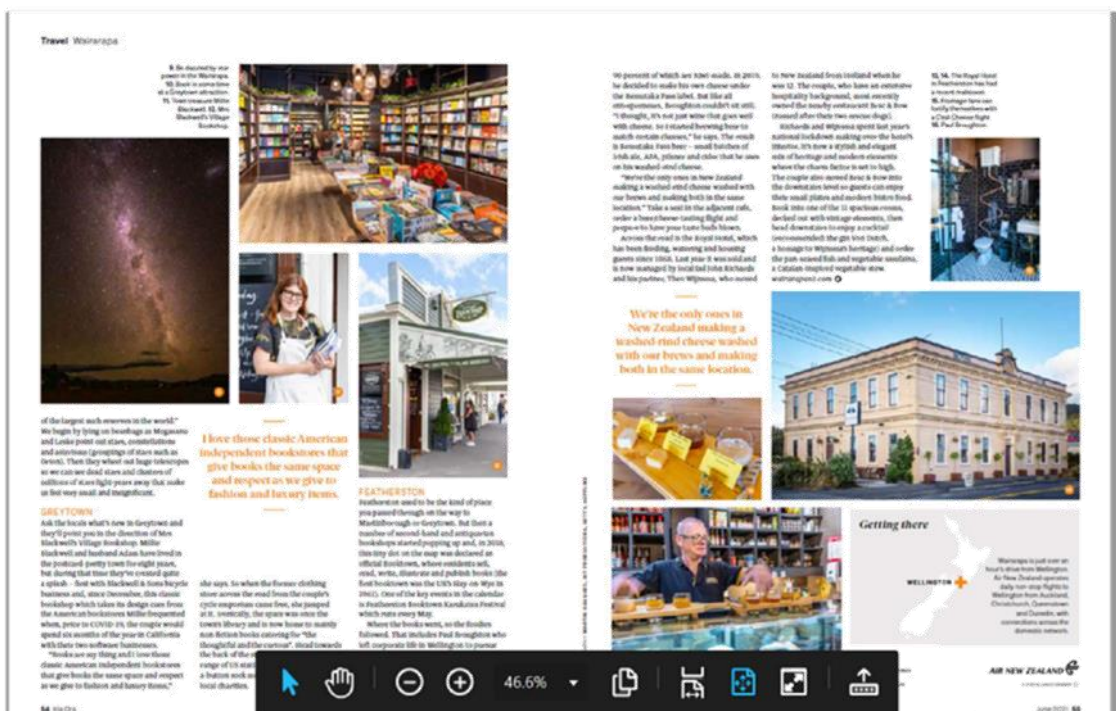 Travel Wairarapa
9. Be dazzled by star
power in the Wairarapa.
10. Book in some time
at a Greytown attraction.
11. Town treasure Millie
Blackwell. 12. Mrs
Blackwell's Village
Bookshop.
of the largest such reserves in the world."
We begin by lying on beanbags as Mogosanu
and Leske point out stars, constellations
and asterisms (groupings of stars such as
Orion). Then they wheel out huge telescopes
so we can see dead stars and clusters of
millions of stars light-years away that make
us feel very small and insignificant.
GREYTOWN
Ask the locals what's new in Greytown and
they'll point you in the direction of Mrs
Blackwell's Village Bookshop. Millie
Blackwell and husband Adam have lived in
the postcard-pretty town for eight years,
but during that time they've created quite
a splash – first with Blackwell & Sons bicycle
business and, since December, this classic
bookshop which takes its design cues from
the American bookstores Millie frequented
when, prior to COVID-19, the couple would
spend six months of the year in California
with their two software businesses.
"Books are my thing and I love those
classic American independent bookstores
that give books the same space and respect
as we give to fashion and luxury items,"
I love those classic American
independent bookstores that
give books the same space
and respect as we give to
fashion and luxury items.
she says. So when the former clothing
store across the road from the couple's
cycle emporium came free, she jumped
at it. Ironically, the space was once the
town's library and is now home to mainly
non-fiction books catering for "the
thoughtful and the curious". Head towards
the back of the
range of US
a button
local charities.
FEATHERSTON
Featherston used to be the kind of place
you passed through on the way to
Martinborough or Greytown. But then a
number of second-hand and antiquarian
bookshops started popping up and, in 2018,
this tiny dot on the map was declared an
official Booktown, where residents sell,
read, write, illustrate and publish books (the
first booktown was the UK's Hay-on-Wye in
1961). One of the key events in the calendar
is Featherston Booktown Karukatea Festival
which runs every May.
Where the books went, so the foodies
followed. That includes Paul Broughton who
left corporate life in Wellington to pursue
54 Kia Ora
90 percent of which are Kiwi-made. In 2019,
he decided to make his own cheese under
the Remutaka Pass label. But like all
entrepreneurs, Broughton couldn't sit still.
"I thought, it's not just wine that goes well
with cheese. So I started brewing beer to
match certain cheeses," he says. The result
is Remutaka Pass beer – small batches of
Irish ale, APA, pilsner and cider that he uses
on his washed-rind cheese.
"We're the only ones in New Zealand
making a washed-rind cheese washed with
our brews and making both in the same
location." Take a seat in the adjacent café,
order a beer/cheese tasting flight and
prepare to have your taste buds blown.
Across the road is the Royal Hotel, which
has been feeding, watering and housing
guests since 1868. Last year it was sold and
is now managed by local lad John Richards
and his partner, Theo Wijnsma, who moved
We're the only ones in
New Zealand making a
washed-rind cheese washed
with our brews and making
both in the same location.
to New Zealand from Holland when he
was 12. The couple, who have an extensive
hospitality background, most recently
owned the nearby restaurant Brac & Bow
(named after their two rescue dogs).
Richards and Wijnsma spent last year's
national lockdown making over the hotel's
interior. It's now a stylish and elegant
mix of heritage and modern elements
where the charm factor is set to high.
The couple also moved Brac & Bow into
the downstairs level so guests can enjoy
their small plates and modern bistro food.
Book into one of the 11 spacious rooms,
decked out with vintage elements, then
head downstairs to enjoy a cocktail
(recommended: the gin Von Dutch,
a homage to Wijnsma's heritage) and order
the pan-seared fish and vegetable
a Catalan-inspired vegetable stew.
wairarapanz.com
13, 14. The Royal Hotel
in Featherston has had
a recent makeover.
15. Fromage fans can
fortify themselves with
a Cheese flight
16. Paul Broughton.
Getting there
WELLINGTON
Wairarapa is just over an
hour's drive from Wellington.
Air New Zealand operates
daily non-stop flights to
Wellington from Auckland,
Christchurch, Queenstown
and Dunedin, with
connections across the
domestic network.
AIR NEW ZEALAND
A STAR ALLIANCE MEMBER
June 2021 55
46.6%